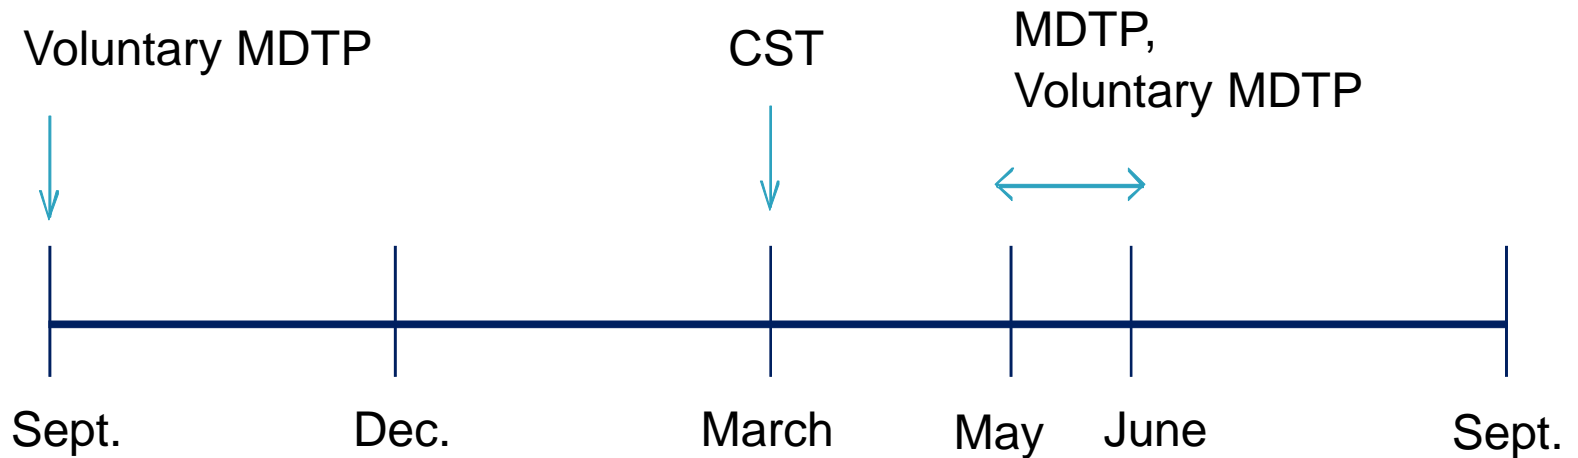 Voluntary MDTP
CST
MDTP,
Voluntary MDTP
Sept.
Dec.
March
May
June
Sept.